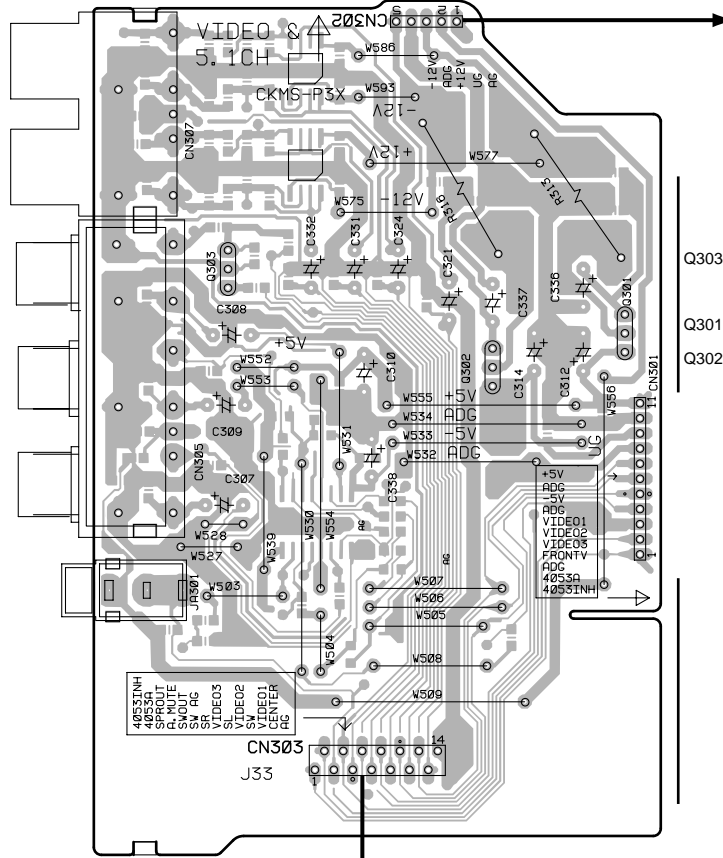 VIDEO &
5.1CH
CKMS-P3X
CN302
5
2
1
W586
-12V
ADG
+12V
UG
AG
W593
-12V
CN307
+12V
W577
R316
R313
W575
-12V
C332
C331
C324
C321
Q303
C308
C337
C336
Q301
Q303
Q301
Q302
+5V
W552
W553
C310
Q302
C314
C312
W556
CN301
11
W555
+5V
W534
ADG
W533
-5V
W532
ADG
UG
C309
W531
CN305
C307
C338
+5V
ADG
-5V
ADG
VIDEO1
VIDEO2
VIDEO3
FRONTV
ADG
4053A
4053INH
1
W528
W527
W539
W530
W554
AG
AG
JA301
W503
W507
W506
W505
W504
W508
W509
4053INH
4053A
SPROUT
A.MUTE
SWOUT
SW AG
SR
VIDEO3
SL
VIDEO2
SW
VIDEO1
CENTER
AG
CN303
14
J33
1